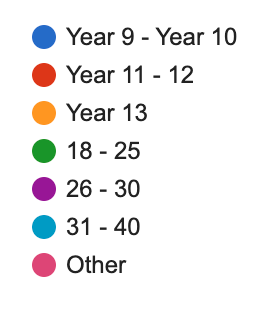 Year 9 - Year 10
Year 11 - 12
Year 13
18 - 25
26 - 30
31 - 40
Other